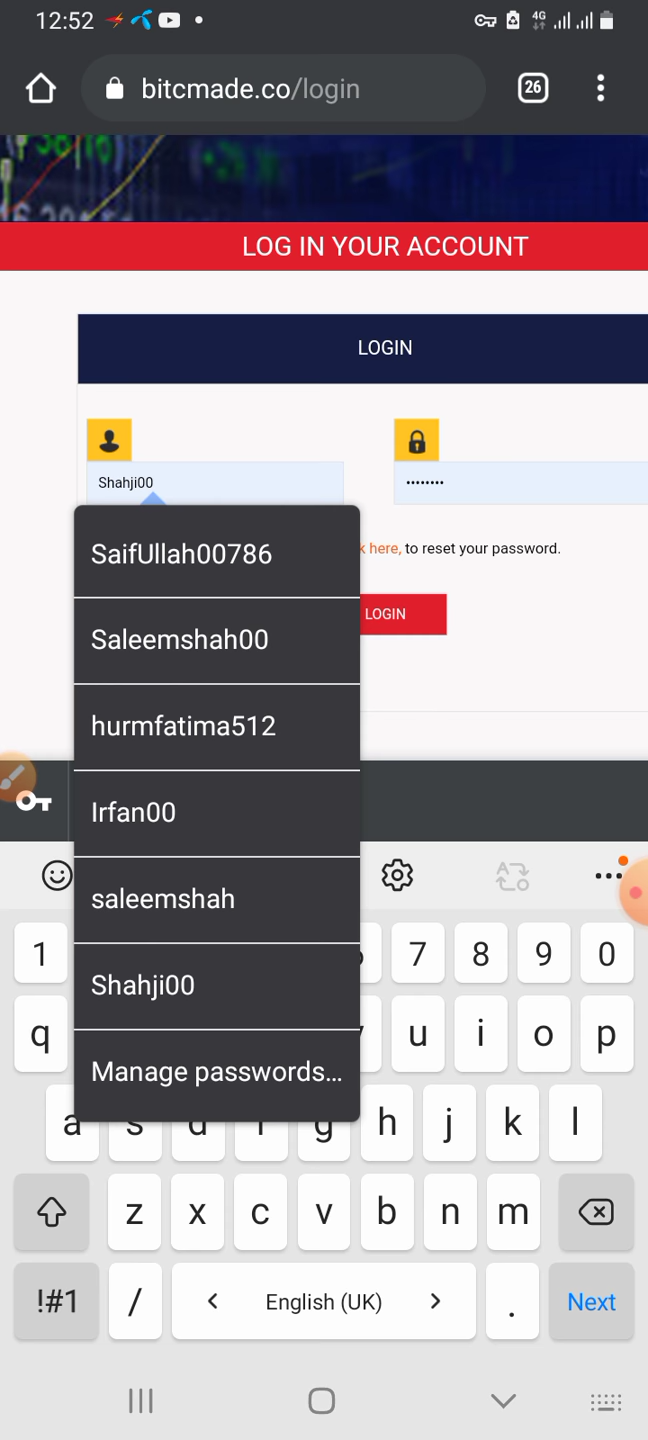 12:52
4G
bitcmade.co/login
26
LOG IN YOUR ACCOUNT
LOGIN
Shahji00
••••••••
here, to reset your password.
LOGIN
SaifUllah00786
Saleemshah00
hurmfatima512
Irfan00
saleemshah
Shahji00
Manage passwords...
1 7 8 9 0
q u i o p
a s d f g h j k l
z x c v b n m
!#1 / < English (UK) > . Next